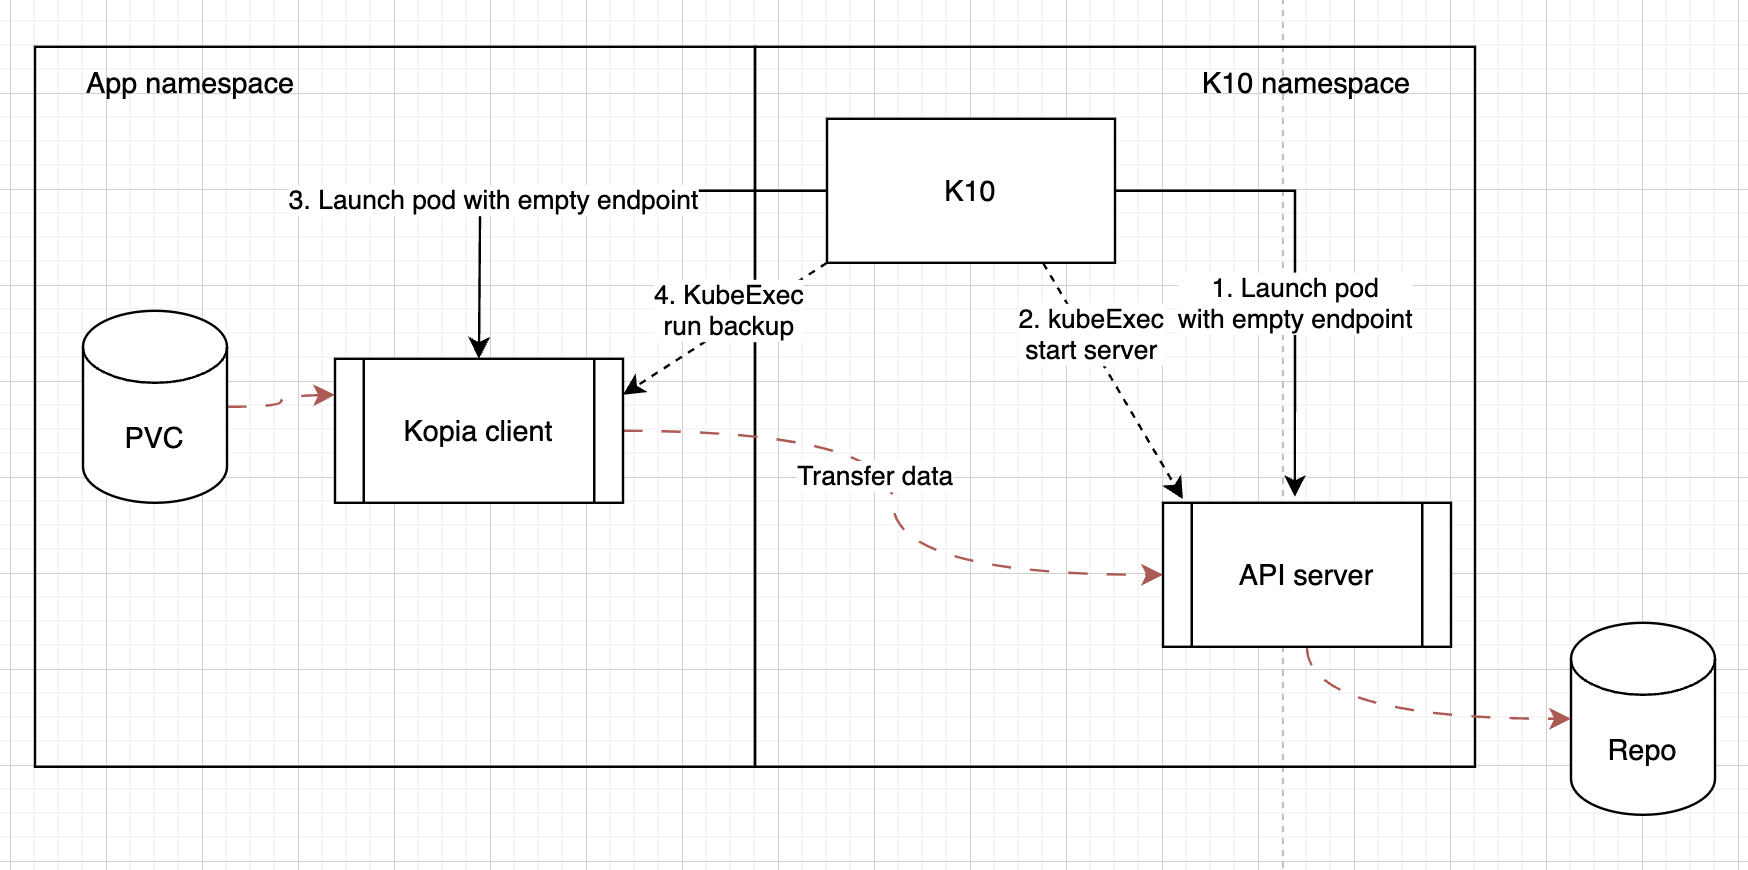 App namespace
K10 namespace
K10
3. Launch pod with empty endpoint
4. KubeExec
run backup
2. kubeExec
start server
1. Launch pod
with empty endpoint
PVC
Kopia client
Transfer data
API server
Repo